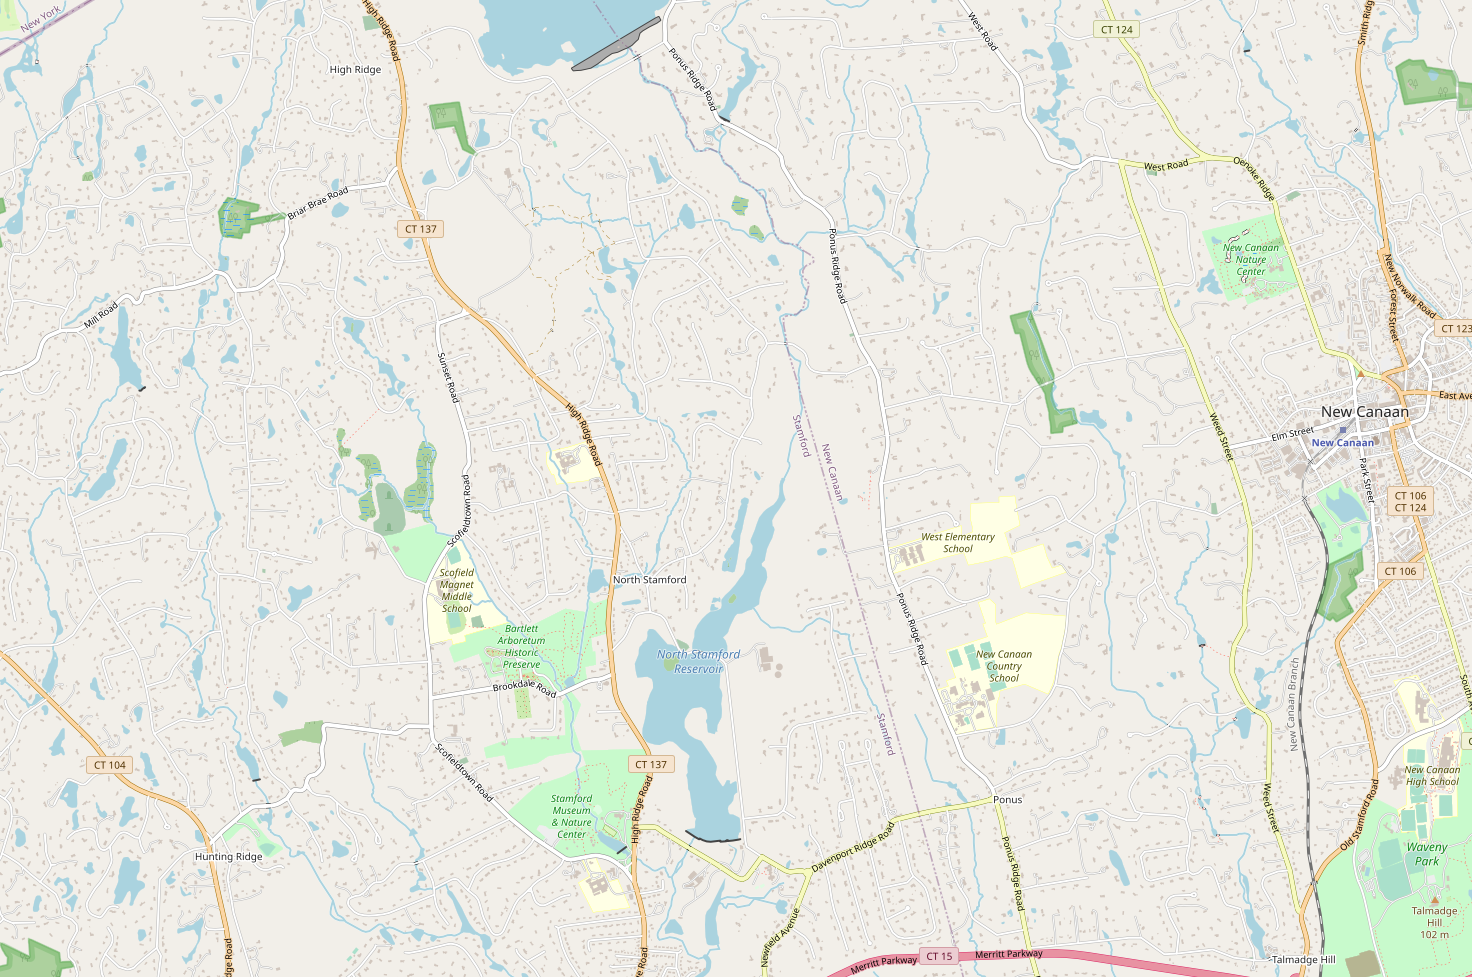 New York
High Ridge Road
High Ridge
Ponus Ridge Road
West Road
CT 124
Smith Ridg
Briar Brae Road
CT 137
West Road
Oenoke Ridge
New Canaan
Nature
Center
Ponus Ridge Road
Mill Road
New Norwalk Road
Forest Street
CT 123
Sunset Road
High Ridge Road
Stamford
New Canaan
Weed Street
New Canaan
East Ave
Elm Street
New Canaan
Park Street
CT 106
CT 124
Scofieldtown Road
West Elementary
School
Scofield
Magnet
Middle
School
North Stamford
CT 106
Ponus Ridge Road
Bartlett
Arboretum
Historic
Preserve
North Stamford
Reservoir
New Canaan
Country
School
Brookdale Road
South A
New Canaan Branch
Stamford
CT 104
Scofieldtown Road
CT 137
High Ridge Road
New Canaan
High School
Stamford
Museum
& Nature
Center
Ponus
Weed Street
Old Stamford Road
Hunting Ridge
Davenport Ridge Road
Ponus Ridge Road
Waveny
Park
Talmadge
Hill
102 m
Newfield Avenue
dge Road
e Road
Merritt Parkway
CT 15
Merritt Parkway
Talmadge Hill